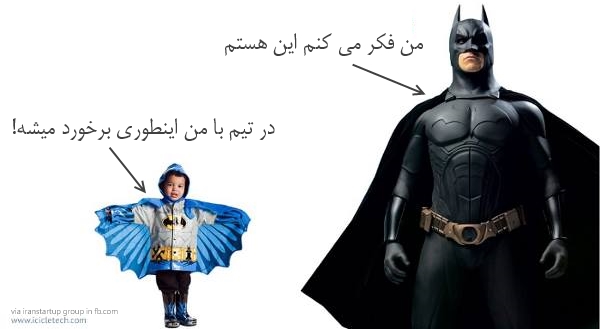 من فکر می کنم این هستم
در تیم با من اینطوری برخورد میشه!
via iranstartup group in fb.com
www.icicletech.com